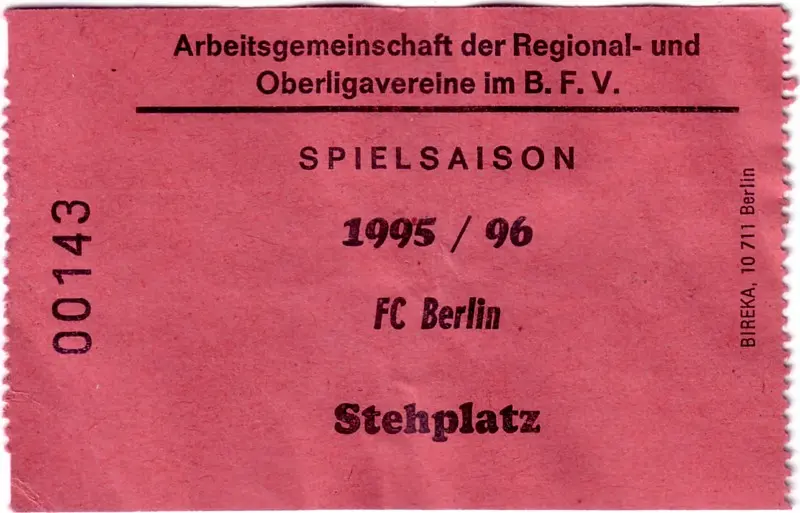 Arbeitsgemeinschaft der Regional- und
Oberligavereine im B. F. V.
SPIELSAISON
1995 / 96
FC Berlin
Stehplatz
00143
BIREKA, 10 711 Berlin